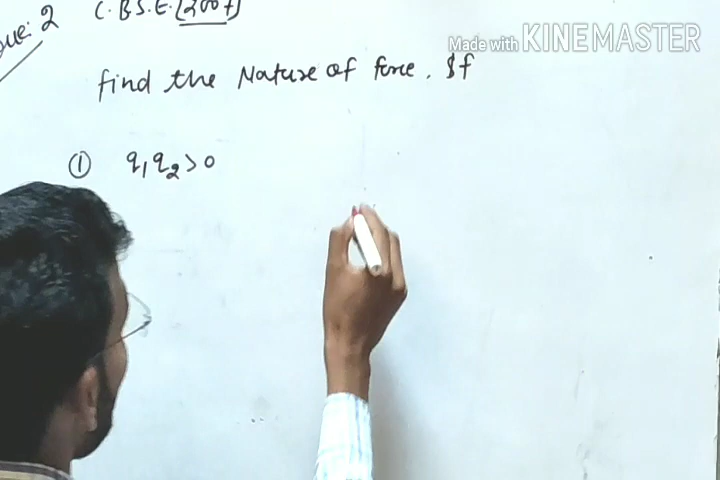 Que: 2 C.B.S.E. [2007]
Made with KINEMASTER
find the Nature of force. If
① q₁q₂ > 0